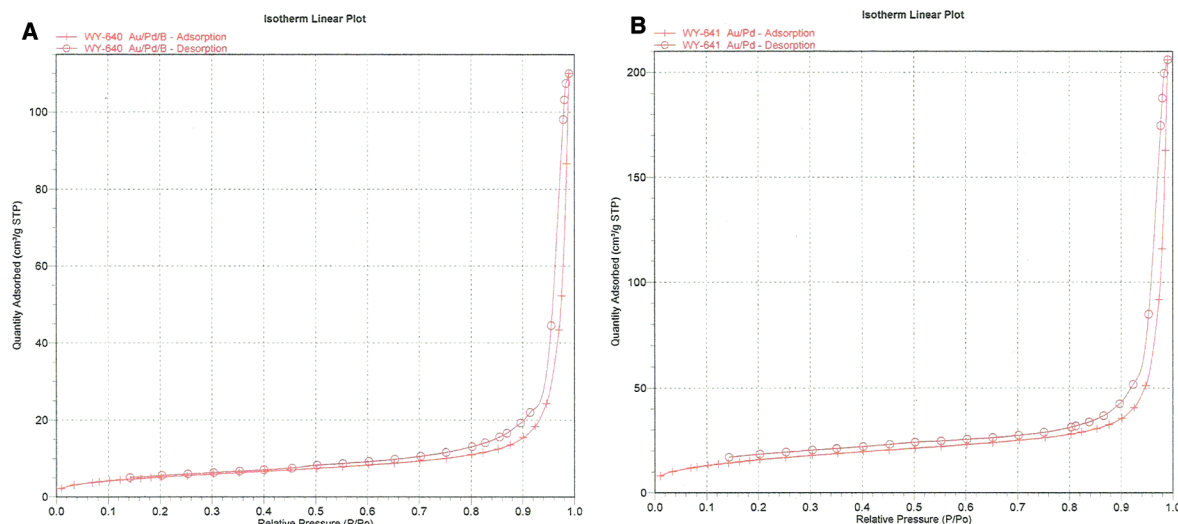 A
Isotherm Linear Plot
WY-640 Au/Pd/B - Adsorption
WY-640 Au/Pd/B - Desorption
Quantity Adsorbed (cm³/g STP)
100
80
60
40
20
0
0.0 0.1 0.2 0.3 0.4 0.5 0.6 0.7 0.8 0.9 1.0
Relative Pressure (P/Po)
B
Isotherm Linear Plot
WY-641 Au/Pd - Adsorption
WY-641 Au/Pd - Desorption
Quantity Adsorbed (cm³/g STP)
200
150
100
50
0
0.0 0.1 0.2 0.3 0.4 0.5 0.6 0.7 0.8 0.9 1.0
Relative Pressure (P/Po)